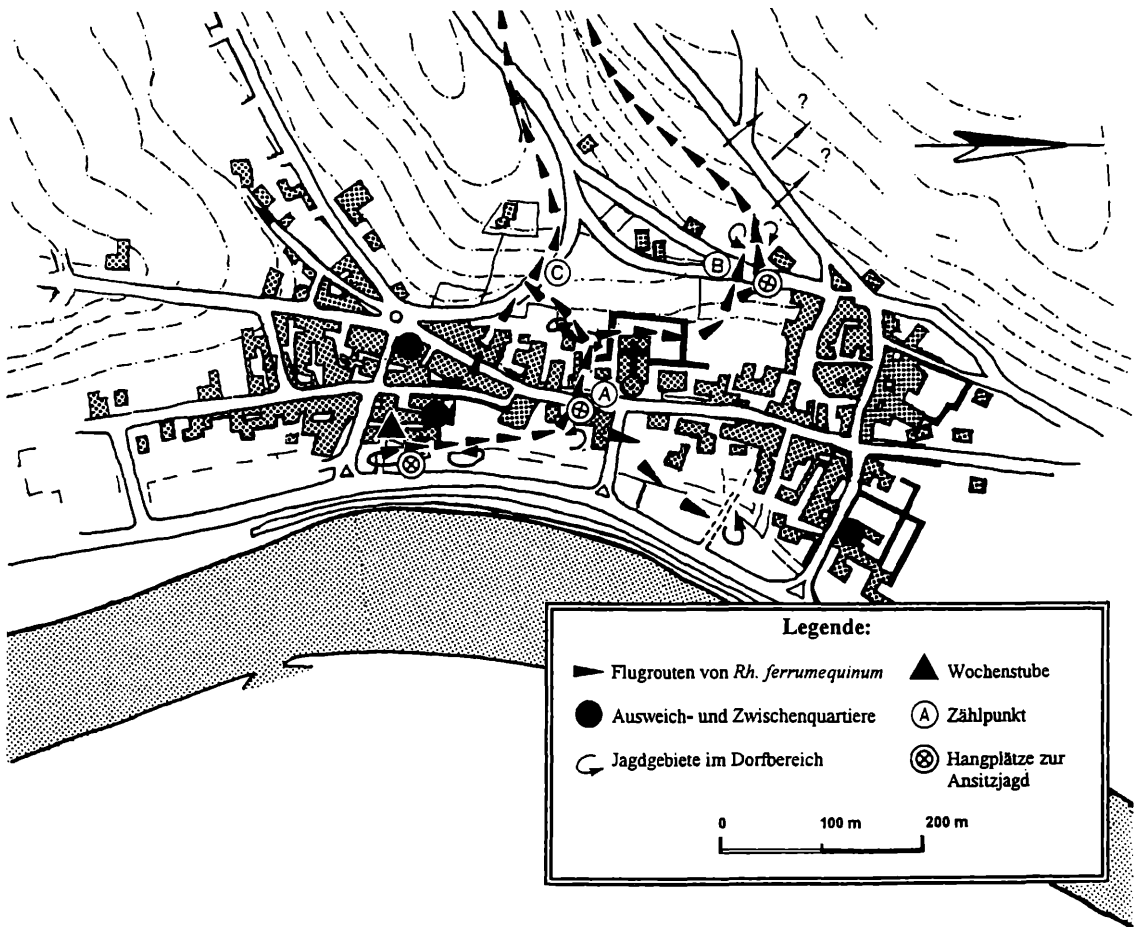 ?
?
C
B
A
Legende:
Flugrouten von Rh. ferrumequinum
Wochenstube
Ausweich- und Zwischenquartiere
A Zählpunkt
Jagdgebiete im Dorfbereich
Hangplätze zur
Ansitzjagd
0 100 m 200 m